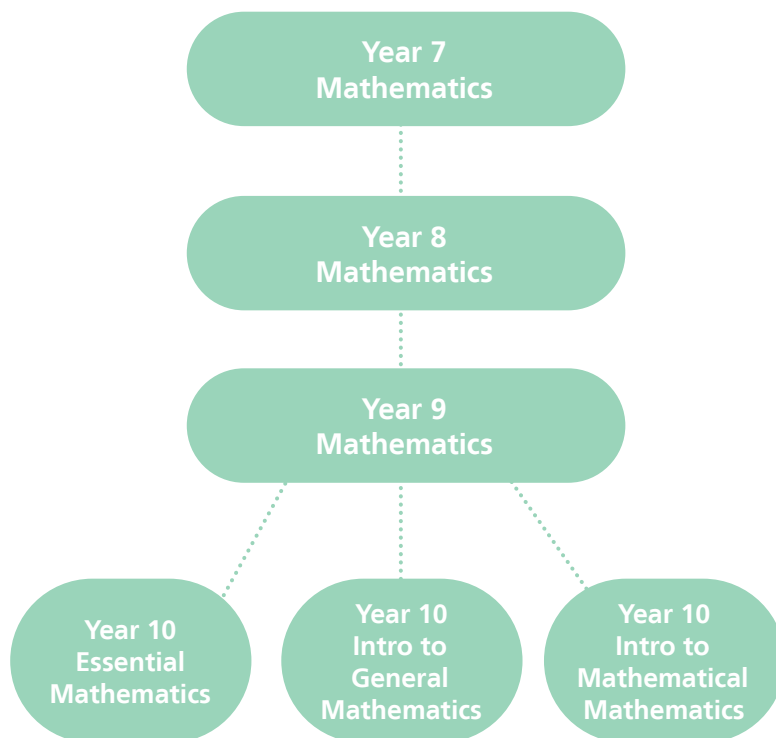 Year 7
Mathematics
Year 8
Mathematics
Year 9
Mathematics
Year 10
Essential
Mathematics
Year 10
Intro to
General
Mathematics
Year 10
Intro to
Mathematical
Mathematics